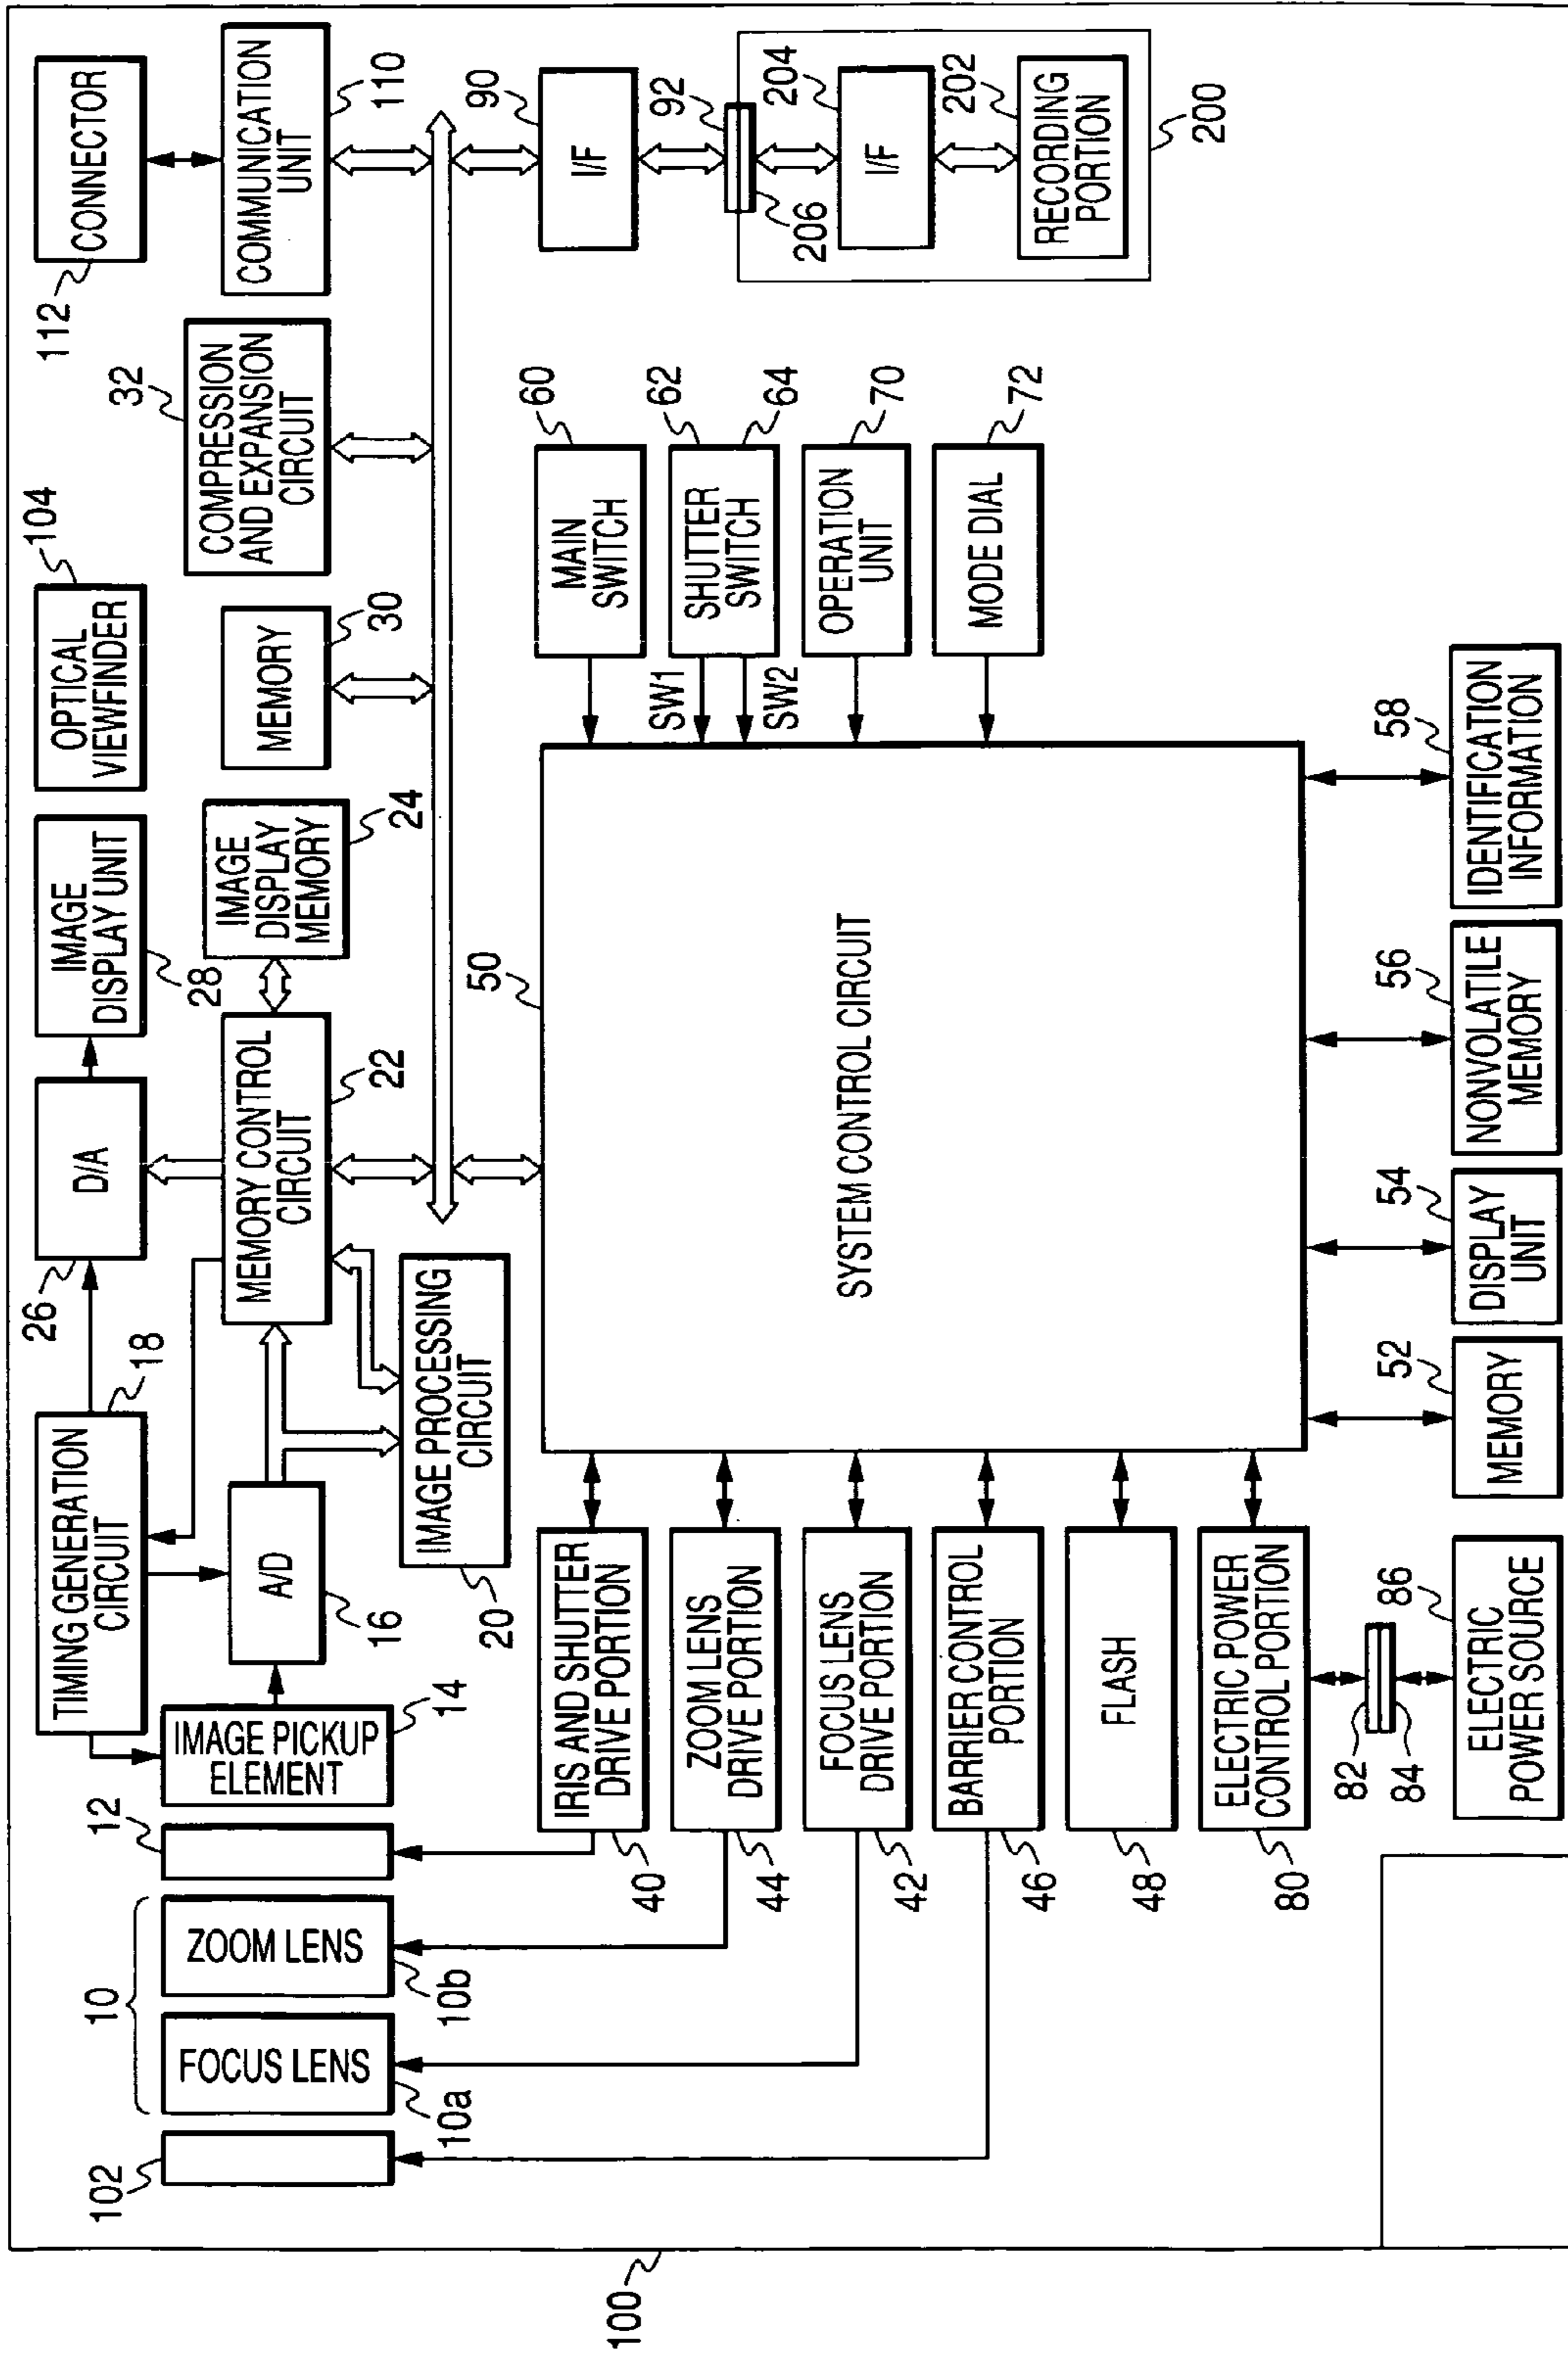 100
102
10
FOCUS LENS
10a
ZOOM LENS
10b
12
IMAGE PICKUP
ELEMENT
14
TIMING GENERATION
CIRCUIT
18
A/D
16
IMAGE PROCESSING
CIRCUIT
20
26
D/A
MEMORY CONTROL
CIRCUIT
22
IMAGE
DISPLAY UNIT
28
IMAGE
DISPLAY
MEMORY
24
OPTICAL
VIEWFINDER
104
MEMORY
30
COMPRESSION
AND EXPANSION
CIRCUIT
32
CONNECTOR
112
COMMUNICATION
UNIT
110
IRIS AND SHUTTER
DRIVE PORTION
40
ZOOM LENS
DRIVE PORTION
44
FOCUS LENS
DRIVE PORTION
42
BARRIER CONTROL
PORTION
46
FLASH
48
ELECTRIC POWER
CONTROL PORTION
80
82
84
ELECTRIC
POWER SOURCE
86
50
SYSTEM CONTROL CIRCUIT
MAIN
SWITCH
60
SW1
SHUTTER
SWITCH
62
64
SW2
OPERATION
UNIT
70
MODE DIAL
72
I/F
90
92
206
I/F
204
RECORDING
PORTION
202
200
MEMORY
52
DISPLAY
UNIT
54
NONVOLATILE
MEMORY
56
IDENTIFICATION
INFORMATION
58